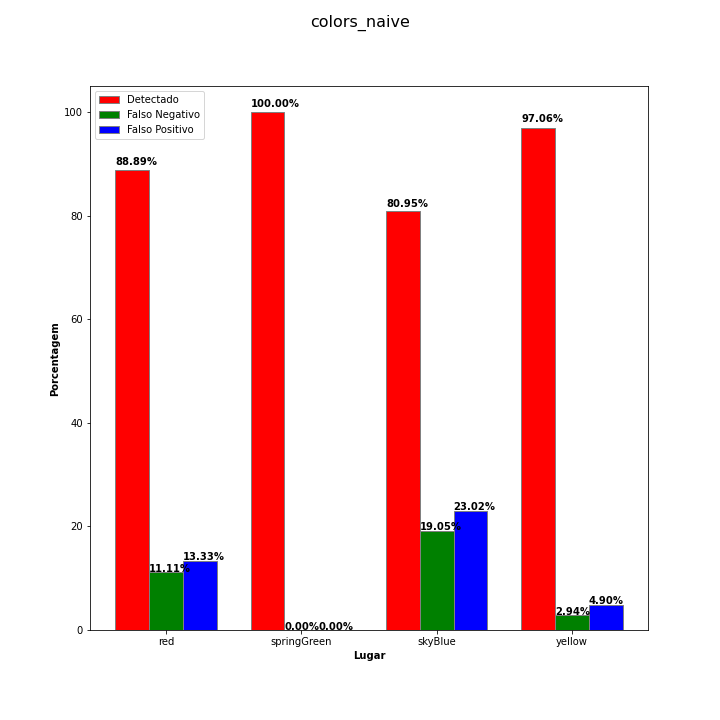 colors_naive
Detectado
Falso Negativo
Falso Positivo
88.89%
100.00%
80.95%
97.06%
11.11%
13.33%
0.00%
0.00%
19.05%
23.02%
2.94%
4.90%
100
80
60
40
20
0
Porcentagem
red
springGreen
skyBlue
yellow
Lugar